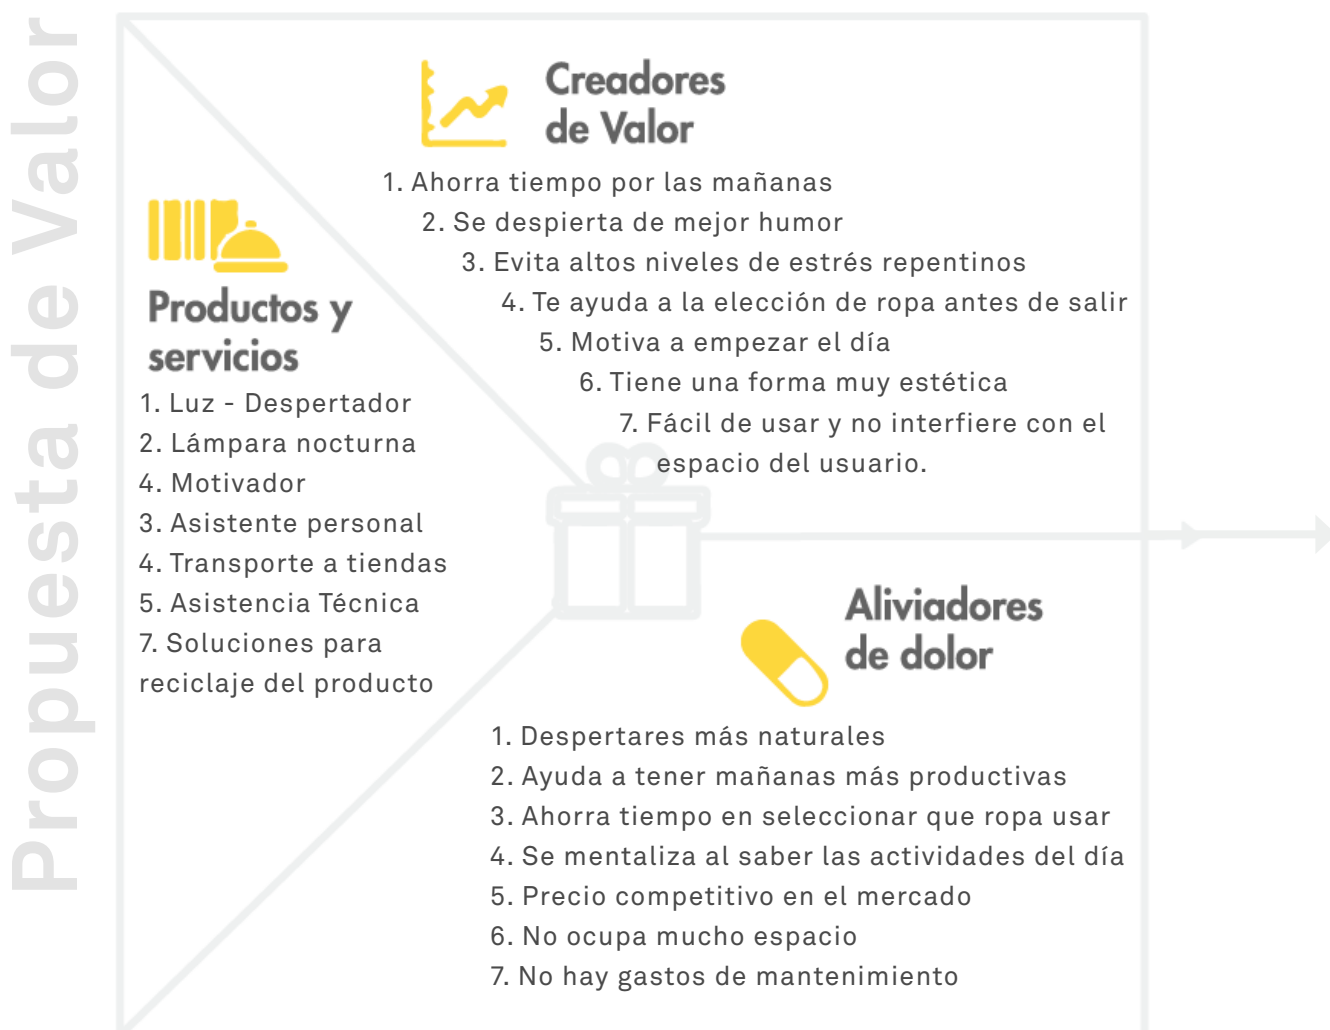 Propuesta de Valor
Creadores
de Valor
1. Ahorra tiempo por las mañanas
2. Se despierta de mejor humor
3. Evita altos niveles de estrés repentinos
4. Te ayuda a la elección de ropa antes de salir
5. Motiva a empezar el día
6. Tiene una forma muy estética
7. Fácil de usar y no interfiere con el
espacio del usuario.
Productos y
servicios
1. Luz - Despertador
2. Lámpara nocturna
4. Motivador
3. Asistente personal
4. Transporte a tiendas
5. Asistencia Técnica
7. Soluciones para
reciclaje del producto
Aliviadores
de dolor
1. Despertares más naturales
2. Ayuda a tener mañanas más productivas
3. Ahorra tiempo en seleccionar que ropa usar
4. Se mentaliza al saber las actividades del día
5. Precio competitivo en el mercado
6. No ocupa mucho espacio
7. No hay gastos de mantenimiento